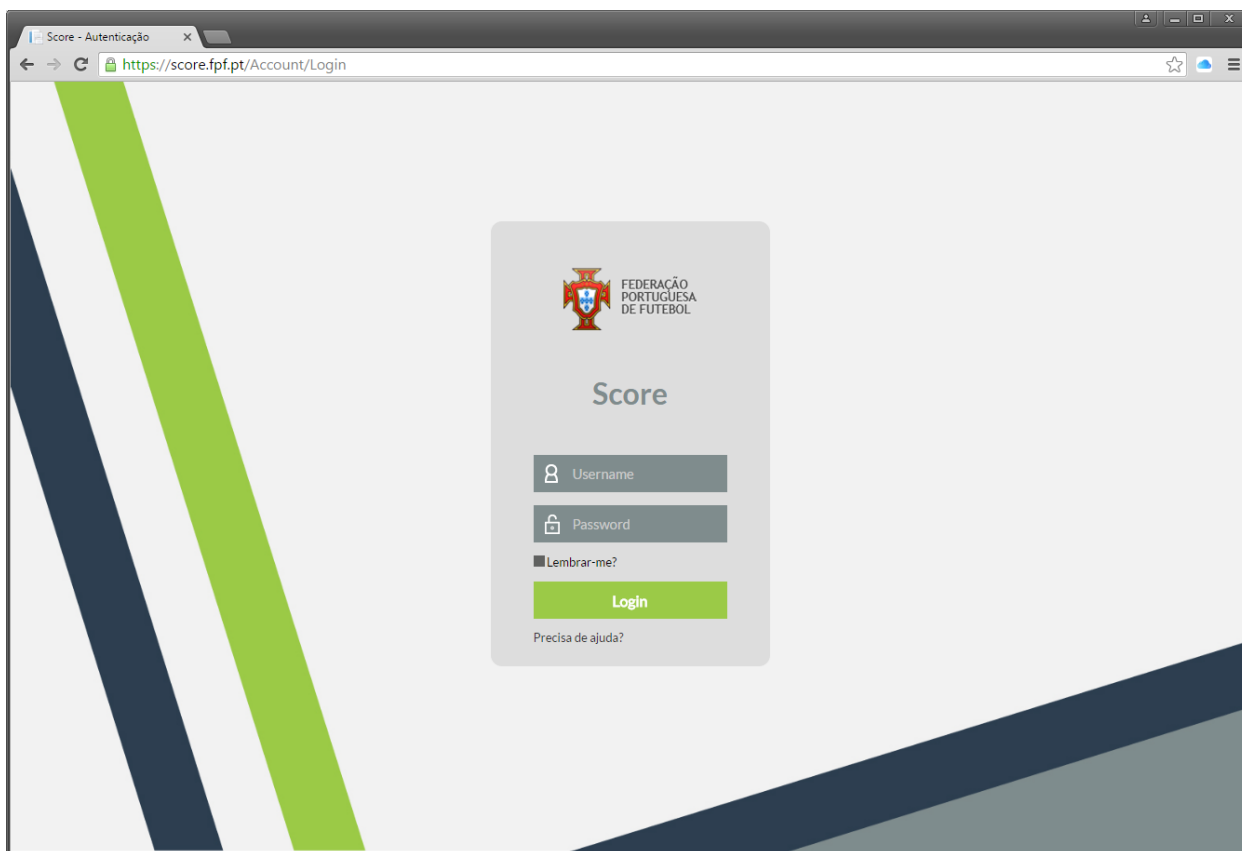 Score - Autenticação
https://score.fpf.pt/Account/Login
FEDERAÇÃO
PORTUGUESA
DE FUTEBOL
Score
Username
Password
Lembrar-me?
Login
Precisa de ajuda?